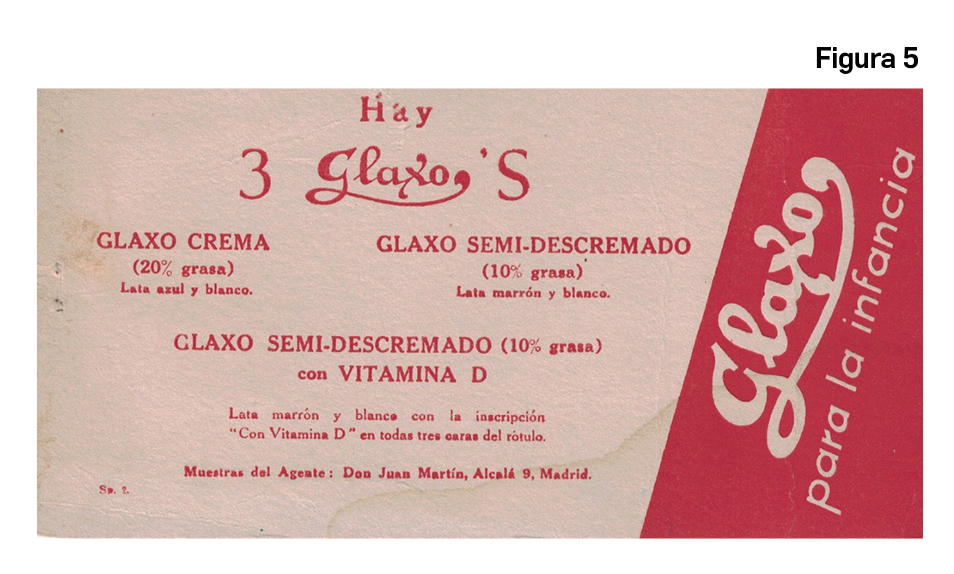 Figura 5
Hay
3 Glaxo,'S
GLAXO CREMA
(20% grasa)
Lata azul y blanco.
GLAXO SEMI-DESCREMADO
(10% grasa)
Lata marrón y blanco.
GLAXO SEMI-DESCREMADO (10% grasa)
con VITAMINA D
Lata marrón y blanco con la inscripción
“Con Vitamina D” en todas tres caras del rótulo.
Muestras del Agente: Don Juan Martín, Alcalá 9, Madrid.
Sp. 2.
Glaxo
para la infancia